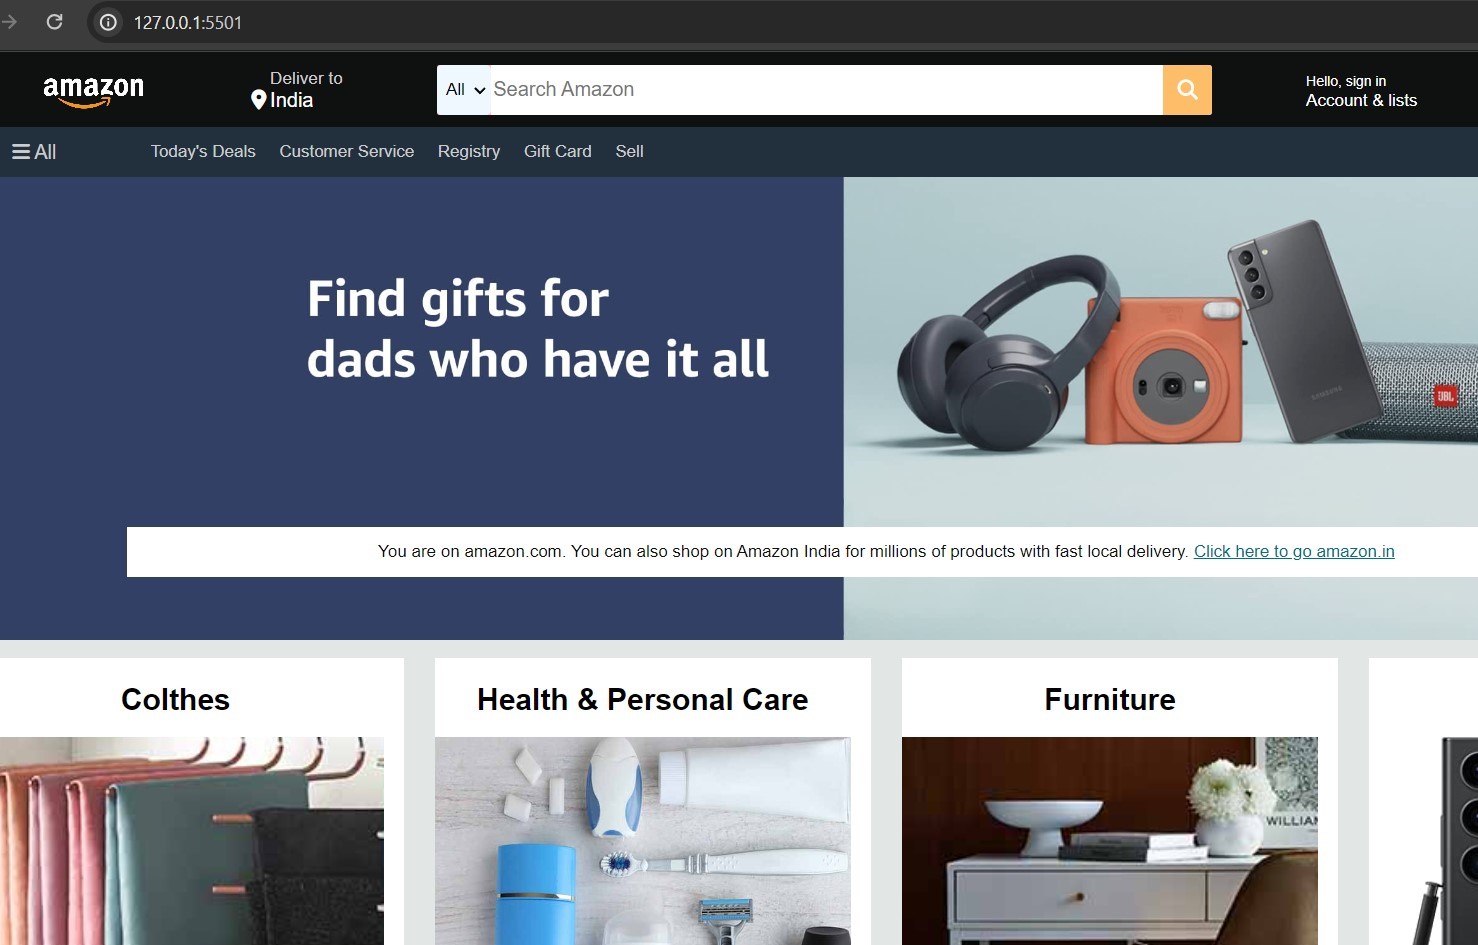 127.0.0.1:5501
amazon
Deliver to
India
All
Search Amazon
Hello, sign in
Account & lists
All
Today's Deals
Customer Service
Registry
Gift Card
Sell
Find gifts for
dads who have it all
SAMSUNG
JBL
You are on amazon.com. You can also shop on Amazon India for millions of products with fast local delivery. Click here to go amazon.in
Colthes
Health & Personal Care
Furniture